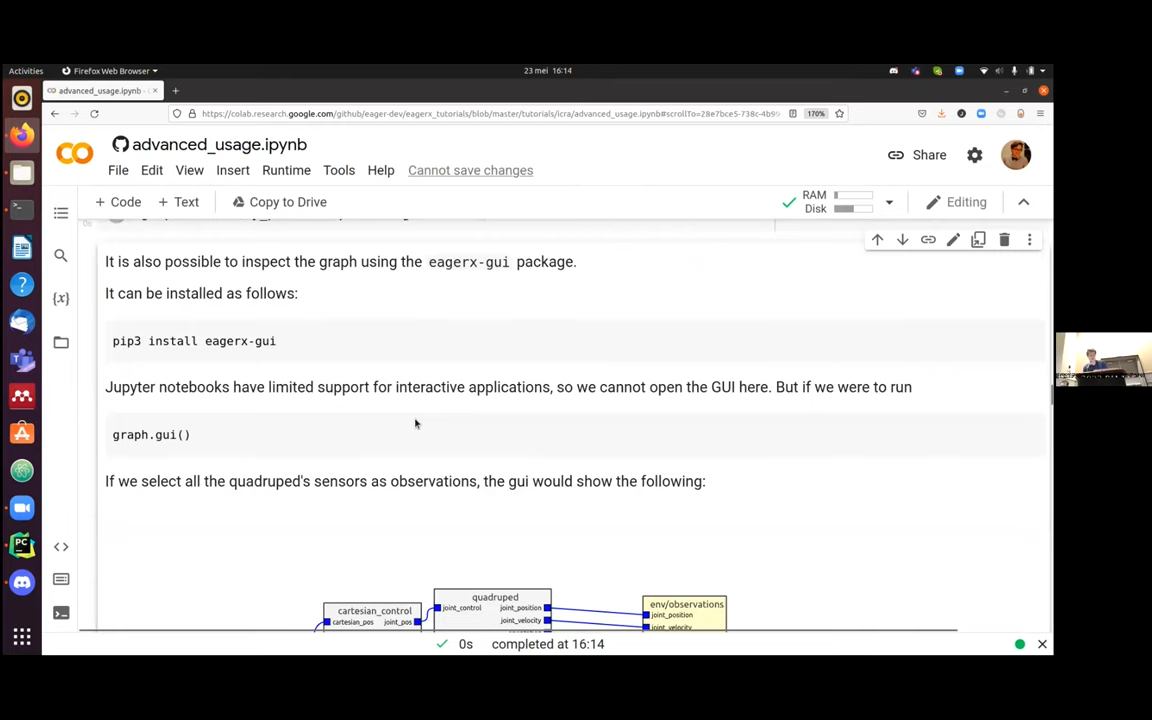 Activities
Firefox Web Browser
23 mei 16:14
advanced_usage.ipynb -
https://colab.research.google.com/github/eager-dev/eagerx_tutorials/blob/master/tutorials/icra/advanced_usage.ipynb#scrollTo=28e7bce5-738c-4b9
170%
advanced_usage.ipynb
Share
File Edit View Insert Runtime Tools Help Cannot save changes
+ Code + Text Copy to Drive
RAM
Disk
Editing
It is also possible to inspect the graph using the eagerx-gui package.
It can be installed as follows:
pip3 install eagerx-gui
Jupyter notebooks have limited support for interactive applications, so we cannot open the GUI here. But if we were to run
graph.gui()
If we select all the quadruped's sensors as observations, the gui would show the following:
quadruped
joint_control joint_position
joint_velocity
cartesian_control
cartesian_pos joint_pos
env/observations
joint_position
joint_velocity
0s completed at 16:14